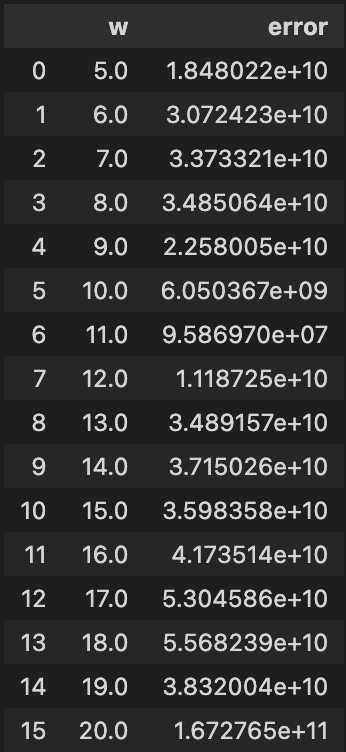 w error
0 5.0 1.848022e+10
1 6.0 3.072423e+10
2 7.0 3.373321e+10
3 8.0 3.485064e+10
4 9.0 2.258005e+10
5 10.0 6.050367e+09
6 11.0 9.586970e+07
7 12.0 1.118725e+10
8 13.0 3.489157e+10
9 14.0 3.715026e+10
10 15.0 3.598358e+10
11 16.0 4.173514e+10
12 17.0 5.304586e+10
13 18.0 5.568239e+10
14 19.0 3.832004e+10
15 20.0 1.672765e+11